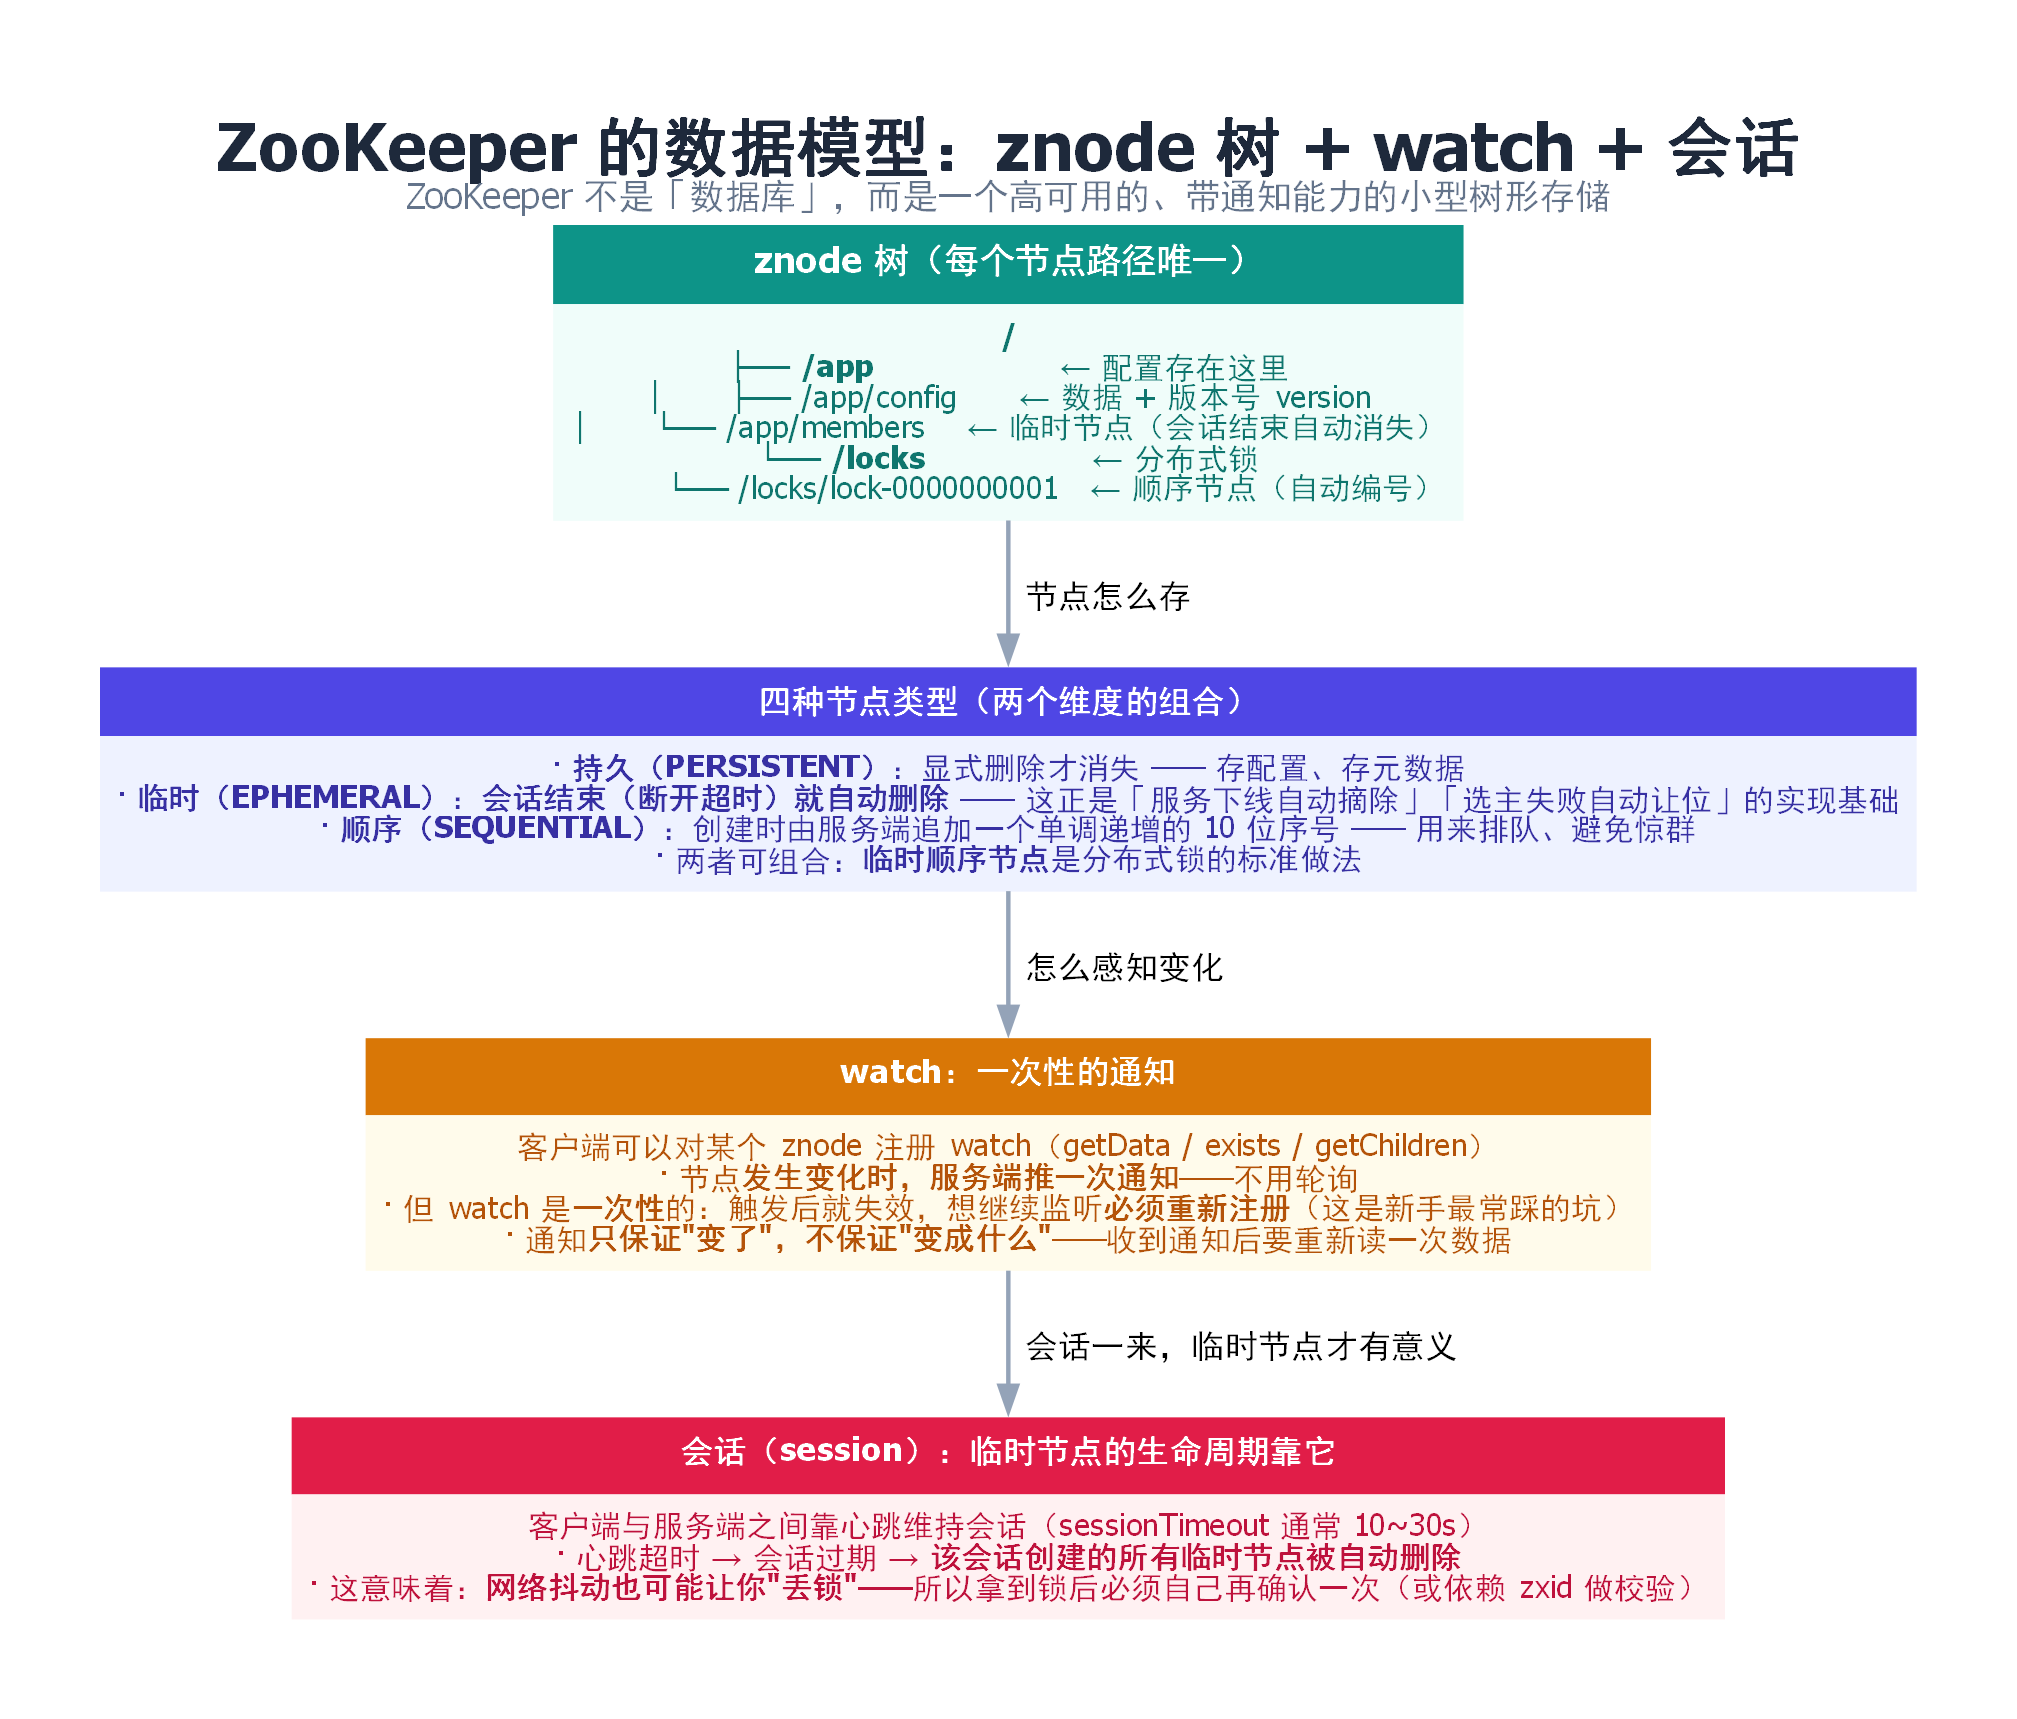 ZooKeeper 的数据模型：znode 树 + watch + 会话
ZooKeeper 不是「数据库」，而是一个高可用的、带通知能力的小型树形存储
znode 树（每个节点路径唯一）
/
├── /app ← 配置存在这里
│ ├── /app/config ← 数据 + 版本号 version
│ └── /app/members ← 临时节点（会话结束自动消失）
└── /locks ← 分布式锁
└── /locks/lock-0000000001 ← 顺序节点（自动编号）
节点怎么存
四种节点类型（两个维度的组合）
· 持久（PERSISTENT）：显式删除才消失 —— 存配置、存元数据
· 临时（EPHEMERAL）：会话结束（断开超时）就自动删除 —— 这正是「服务下线自动摘除」「选主失败自动让位」的实现基础
· 顺序（SEQUENTIAL）：创建时由服务端追加一个单调递增的 10 位序号 —— 用来排队、避免惊群
· 两者可组合：临时顺序节点是分布式锁的标准做法
怎么感知变化
watch：一次性的通知
客户端可以对某个 znode 注册 watch（getData / exists / getChildren）
· 节点发生变化时，服务端推一次通知——不用轮询
· 但 watch 是一次性的：触发后就失效，想继续监听必须重新注册（这是新手最常踩的坑）
· 通知只保证"变了"，不保证"变成什么"——收到通知后要重新读一次数据
会话一来，临时节点才有意义
会话（session）：临时节点的生命周期靠它
客户端与服务端之间靠心跳维持会话（sessionTimeout 通常 10~30s）
· 心跳超时 → 会话过期 → 该会话创建的所有临时节点被自动删除
· 这意味着：网络抖动也可能让你"丢锁"——所以拿到锁后必须自己再确认一次（或依赖 zxid 做校验）